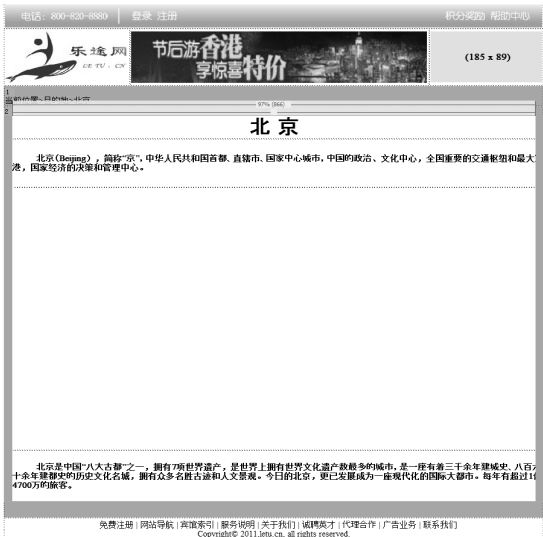 电话：800-820-8880 登录 注册 积分奖励 帮助中心
乐途网
LE TU . CN
节后游香港
享惊喜特价
(185 x 89)
1
当前位置>目的地>北京
97% (866)
2
北 京
北京（Beijing），简称“京”，中华人民共和国首都、直辖市、国家中心城市，中国的政治、文化中心，全国重要的交通枢纽和最大
港，国家经济的决策和管理中心。
北京是中国“八大古都”之一，拥有7项世界遗产，是世界上拥有世界文化遗产数最多的城市，是一座有着三千余年建城史、八百
十余年建都史的历史文化名城，拥有众多名胜古迹和人文景观。今日的北京，更已发展成为一座现代化的国际大都市。每年有超过1
4700万的旅客。
免费注册 | 网站导航 | 宾馆索引 | 服务说明 | 关于我们 | 诚聘英才 | 代理合作 | 广告业务 | 联系我们
Copyright© 2011,letu.cn, all rights reserved.